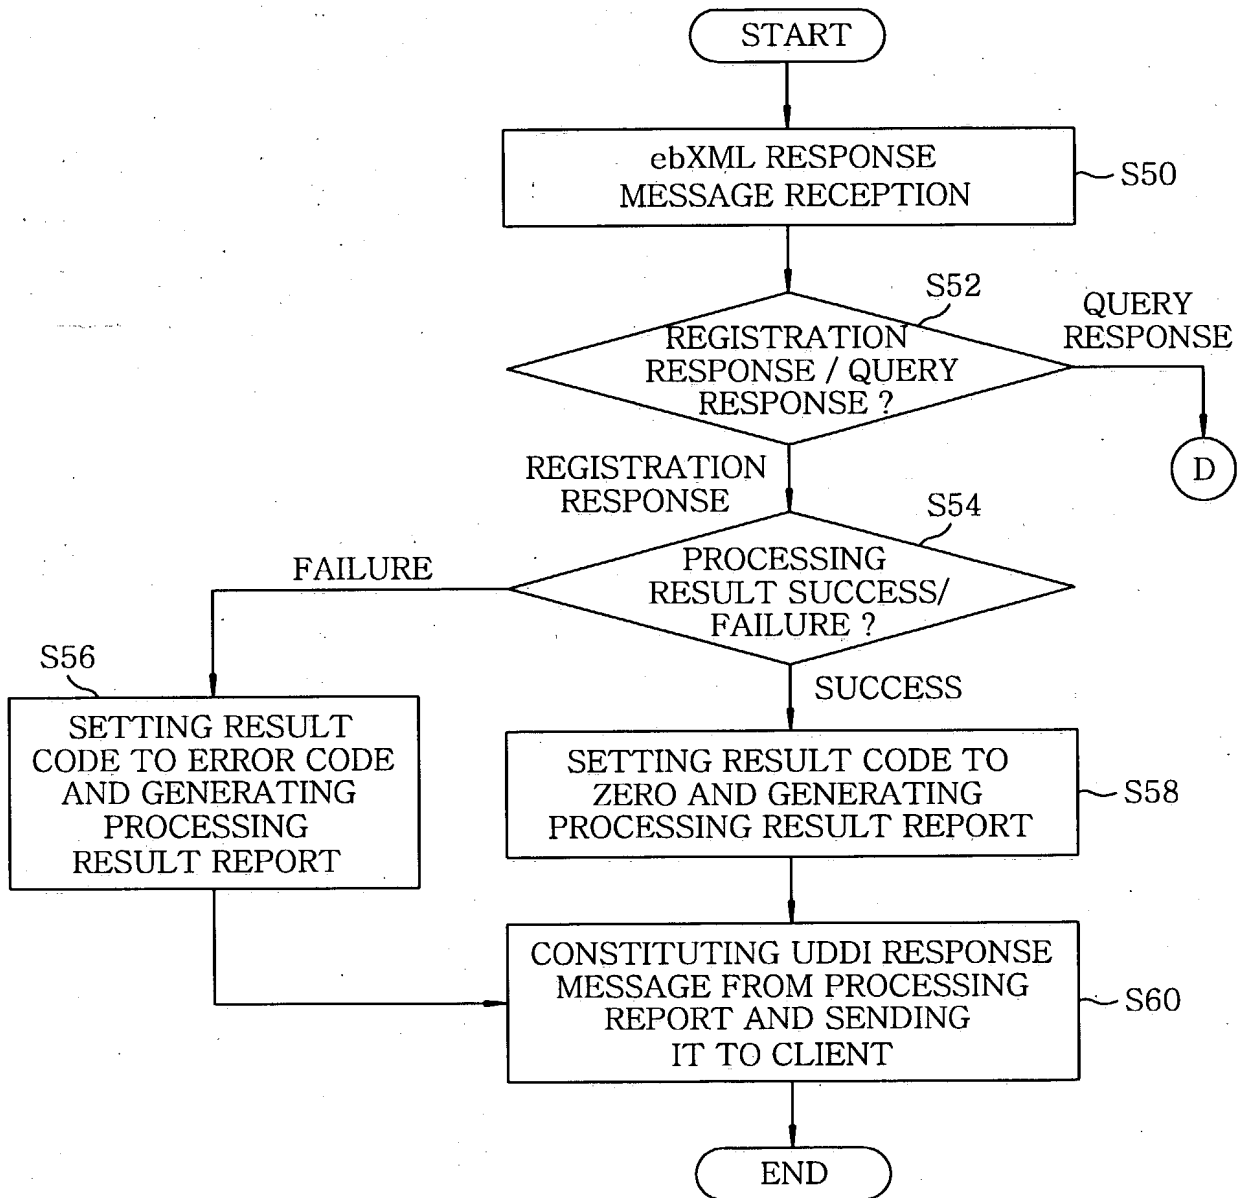 START
ebXML RESPONSE
MESSAGE RECEPTION
S50
S52
REGISTRATION
RESPONSE / QUERY
RESPONSE ?
QUERY
RESPONSE
D
REGISTRATION
RESPONSE
S54
PROCESSING
RESULT SUCCESS/
FAILURE ?
FAILURE
SUCCESS
S56
SETTING RESULT
CODE TO ERROR CODE
AND GENERATING
PROCESSING
RESULT REPORT
SETTING RESULT CODE TO
ZERO AND GENERATING
PROCESSING RESULT REPORT
S58
CONSTITUTING UDDI RESPONSE
MESSAGE FROM PROCESSING
REPORT AND SENDING
IT TO CLIENT
S60
END